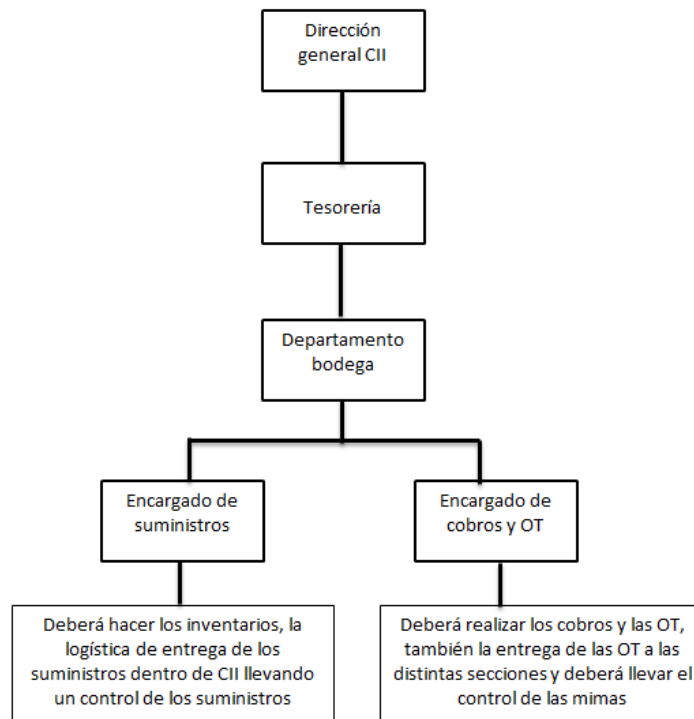 Dirección
general CII
Tesorería
Departamento
bodega
Encargado de
suministros
Encargado de
cobros y OT
Deberá hacer los inventarios, la
logística de entrega de los
suministros dentro de CII llevando
un control de los suministros
Deberá realizar los cobros y las OT,
también la entrega de las OT a las
distintas secciones y deberá llevar el
control de las mimas